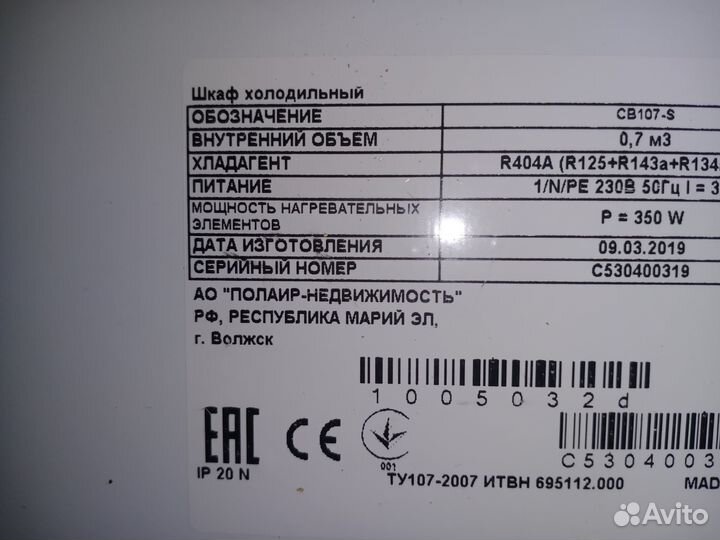 Шкаф холодильный
ОБОЗНАЧЕНИЕ CB107-S
ВНУТРЕННИЙ ОБЪЕМ 0,7 м3
ХЛАДАГЕНТ R404A (R125+R143a+R134
ПИТАНИЕ 1/N/PE 230В 50Гц I = 3
МОЩНОСТЬ НАГРЕВАТЕЛЬНЫХ
ЭЛЕМЕНТОВ P = 350 W
ДАТА ИЗГОТОВЛЕНИЯ 09.03.2019
СЕРИЙНЫЙ НОМЕР C530400319
АО "ПОЛАИР-НЕДВИЖИМОСТЬ"
РФ, РЕСПУБЛИКА МАРИЙ ЭЛ,
г. Волжск
1005032d
EAC CE
001
C5304003
IP 20 N
ТУ107-2007 ИТВН 695112.000 MAD
Avito